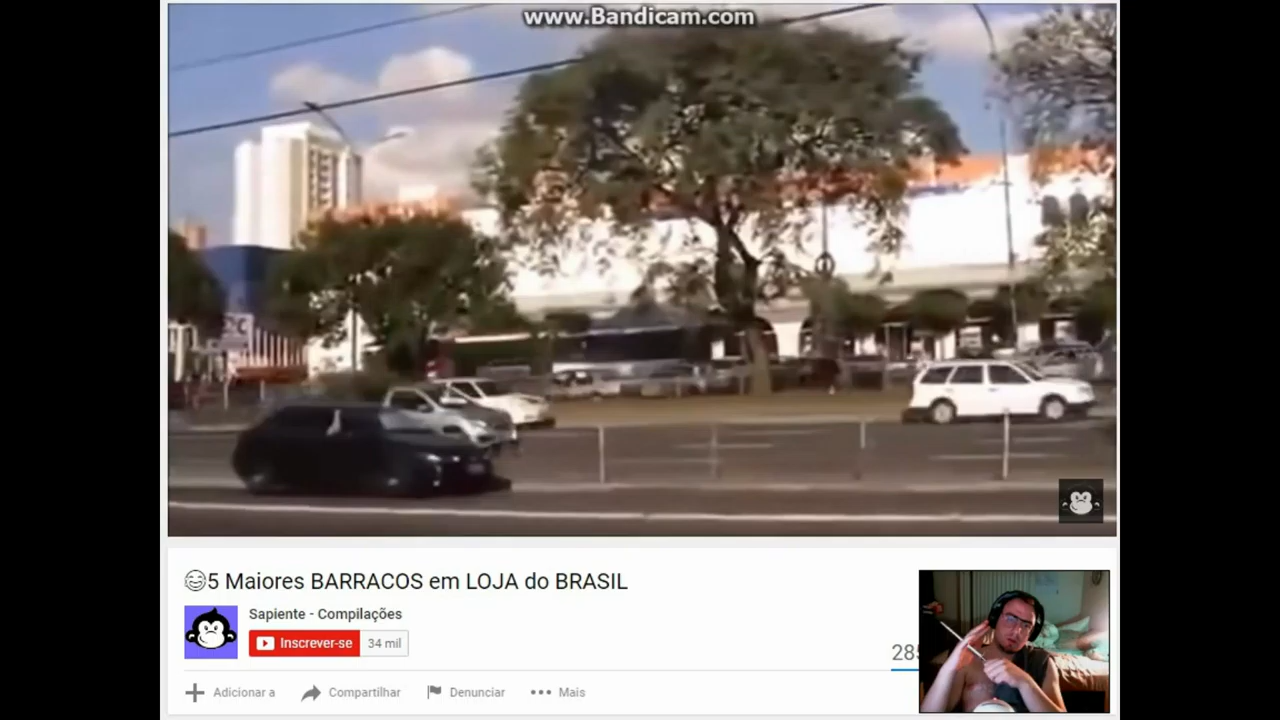 www.Bandicam.com
😂5 Maiores BARRACOS em LOJA do BRASIL
Sapiente - Compilações
Inscrever-se 34 mil
285
Adicionar a Compartilhar Denunciar Mais